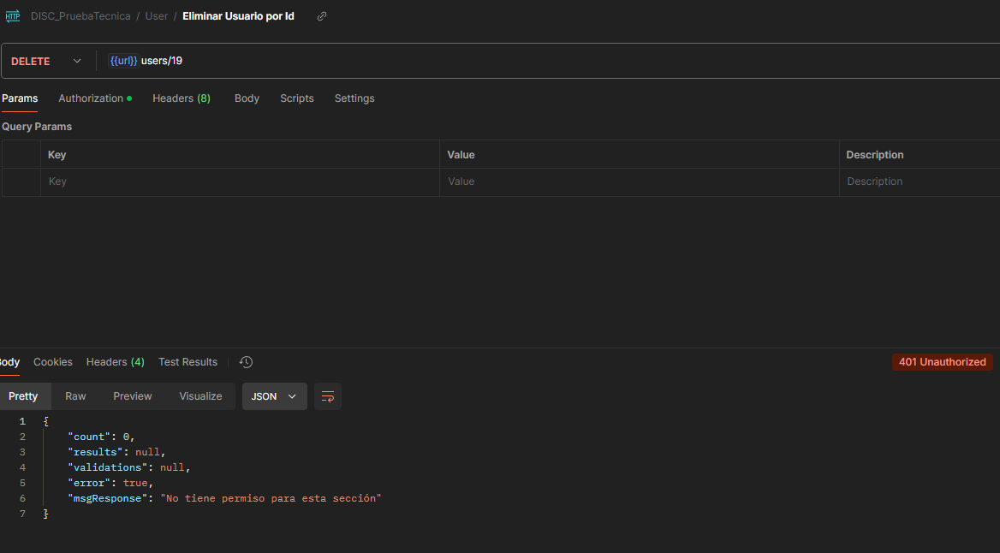 HTTP DISC_PruebaTecnica / User / Eliminar Usuario por Id
DELETE {{url}} users/19
Params Authorization Headers (8) Body Scripts Settings
Query Params
Key Value Description
Key Value Description
Body Cookies Headers (4) Test Results 401 Unauthorized
Pretty Raw Preview Visualize JSON
1 {
2 "count": 0,
3 "results": null,
4 "validations": null,
5 "error": true,
6 "msgResponse": "No tiene permiso para esta sección"
7 }